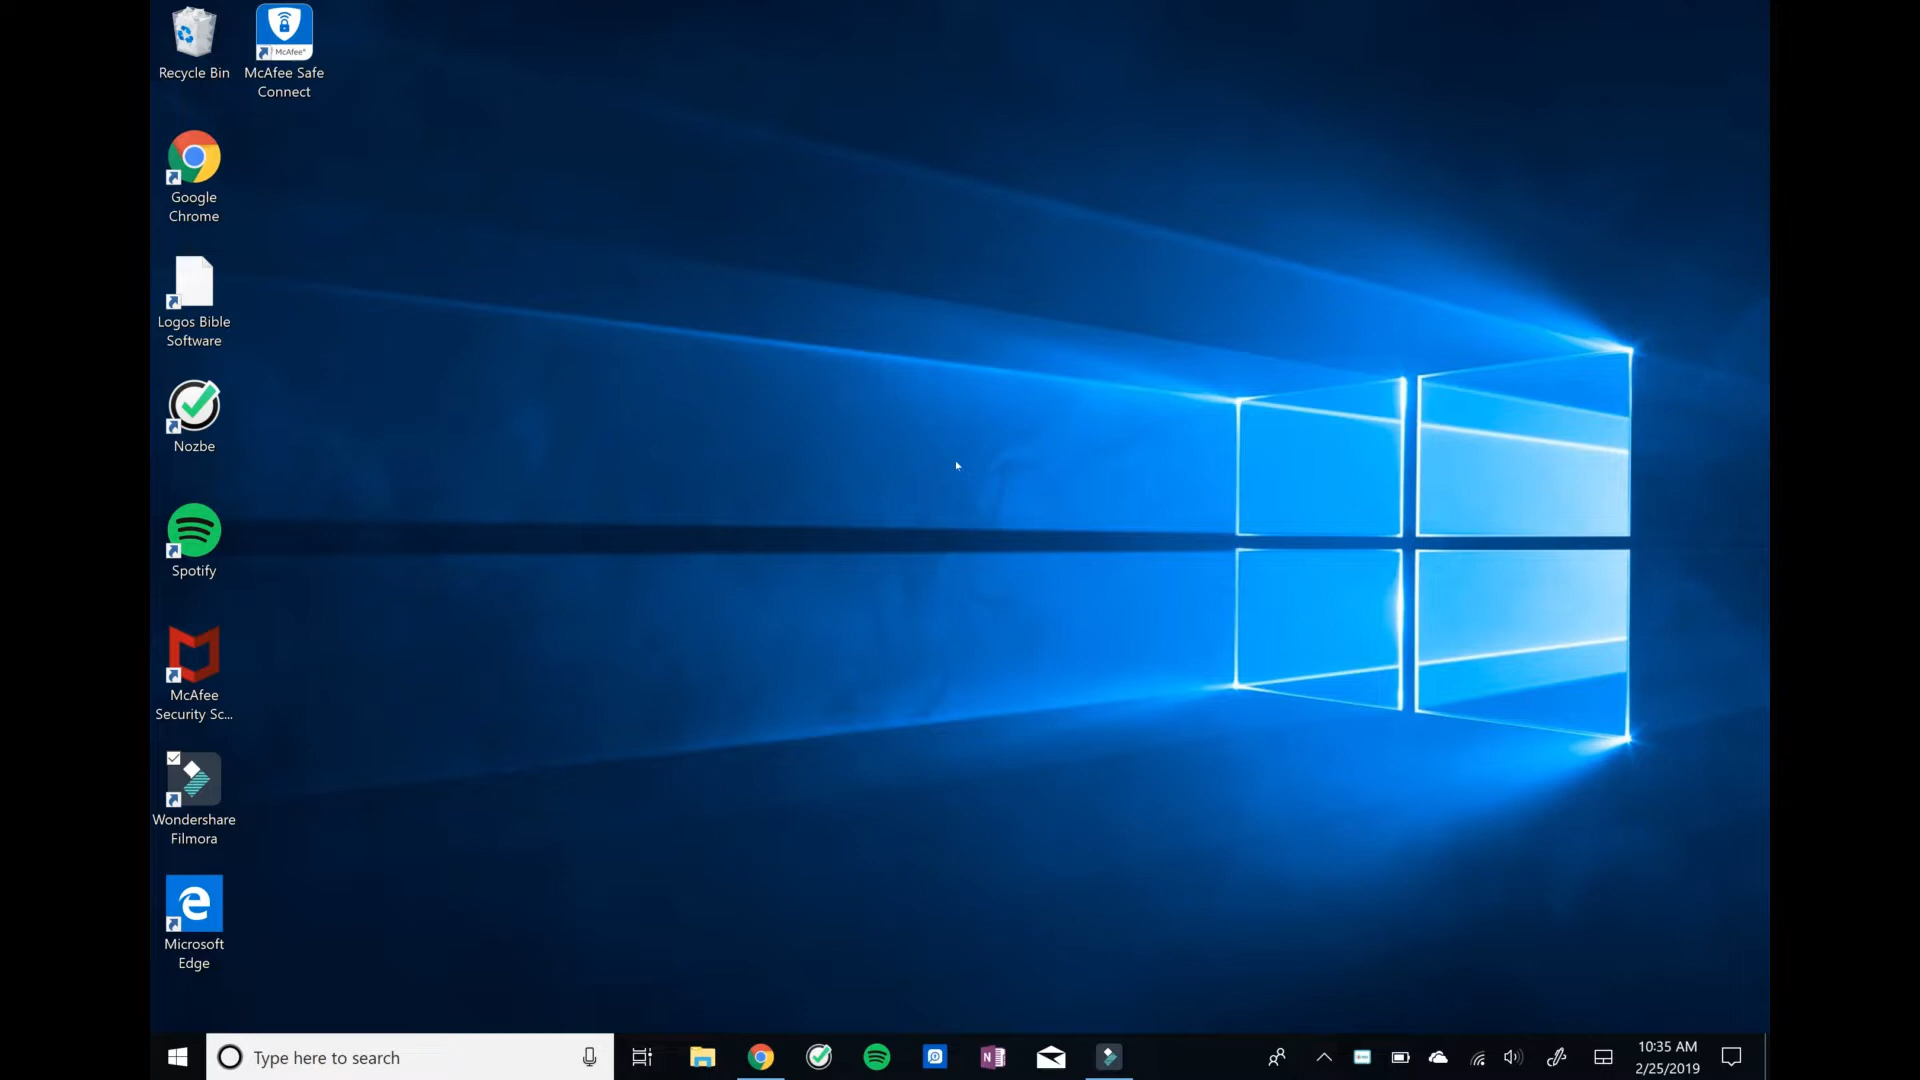 Recycle Bin
McAfee Safe
Connect
McAfee
Google
Chrome
Logos Bible
Software
Nozbe
Spotify
McAfee
Security Sc...
Wondershare
Filmora
Microsoft
Edge
Type here to search
N
10:35 AM
2/25/2019